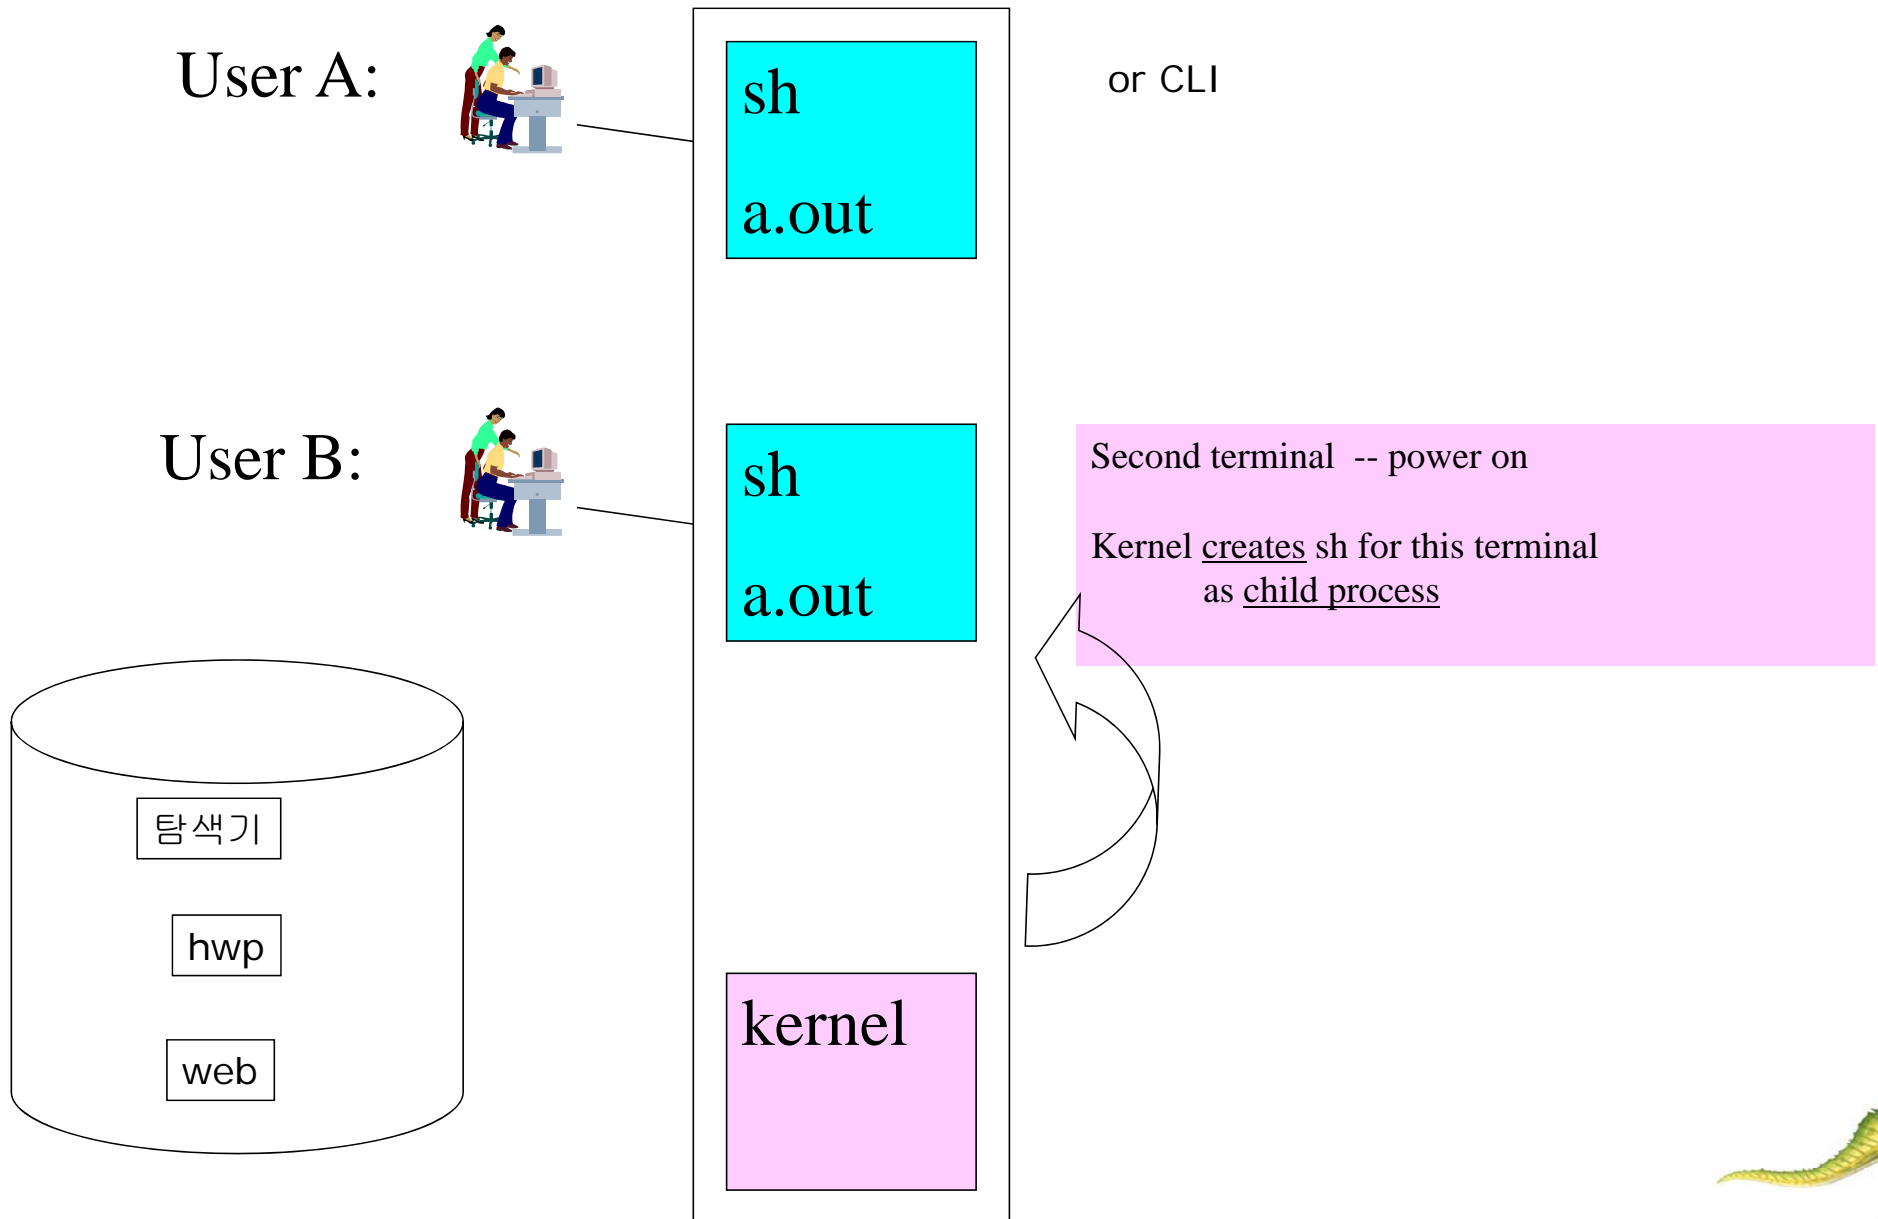 User A:
sh
a.out
or CLI
User B:
sh
a.out
Second terminal -- power on
Kernel creates sh for this terminal
as child process
탐색기
hwp
web
kernel